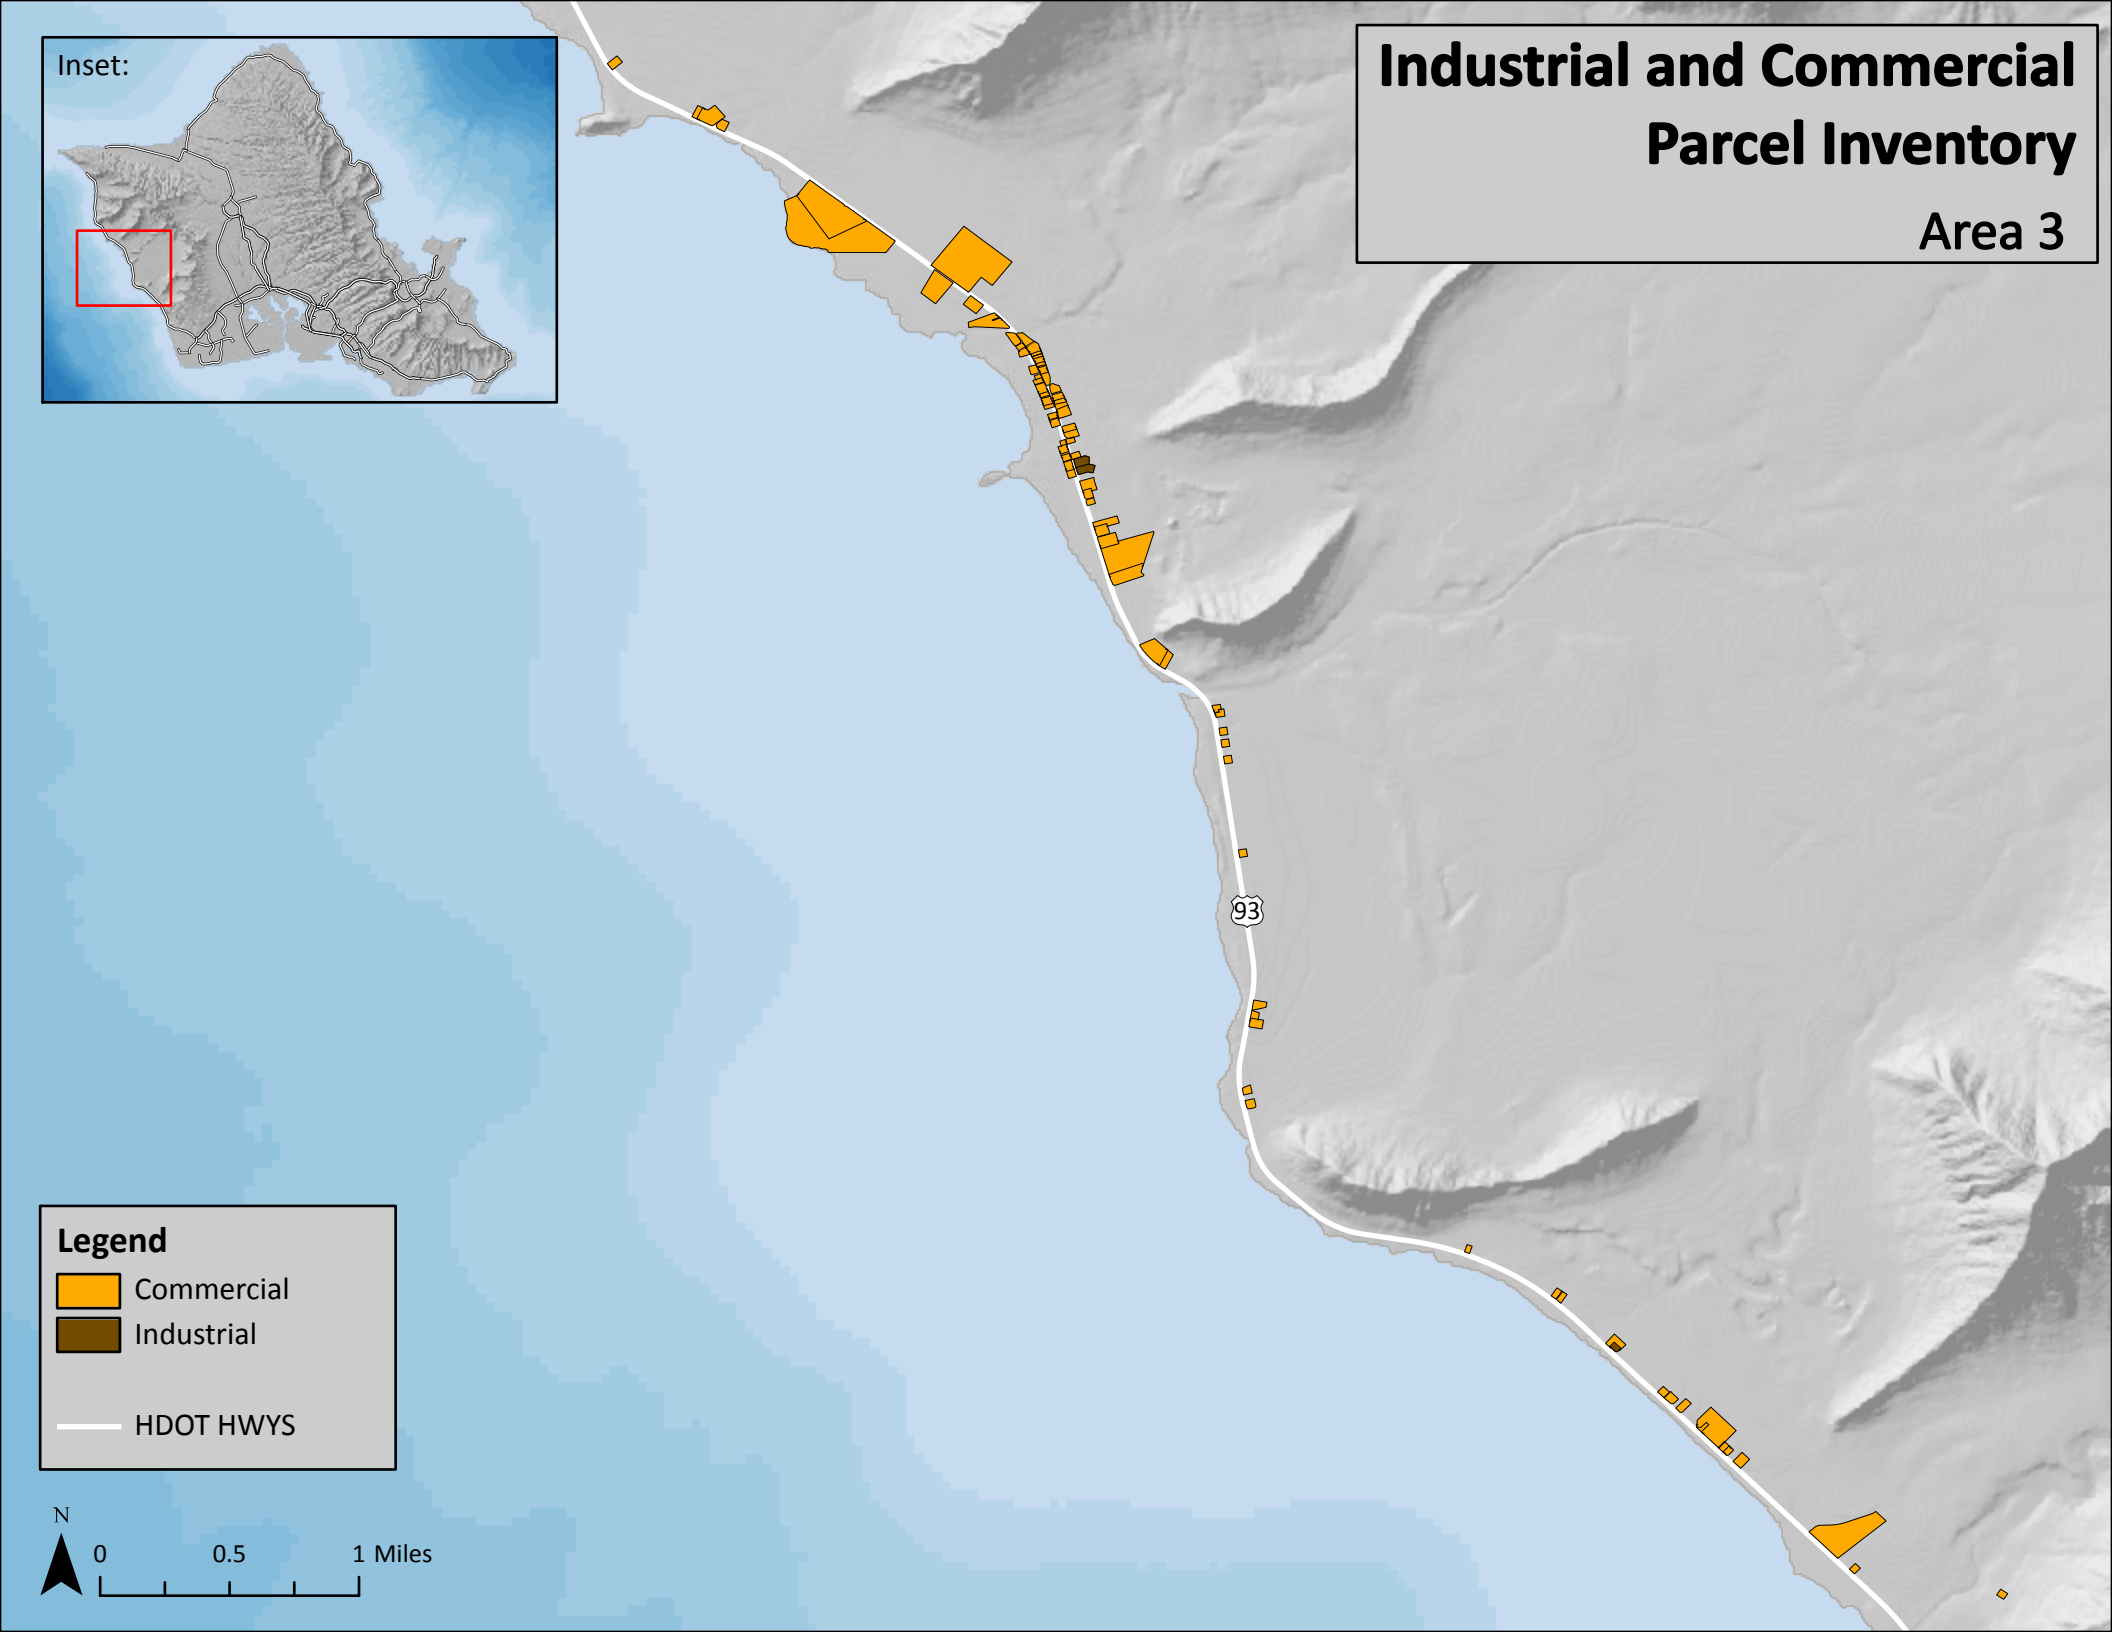 Inset:
Industrial and Commercial
Parcel Inventory
Area 3
93
Legend
Commercial
Industrial
HDOT HWYS
N
0 0.5 1 Miles